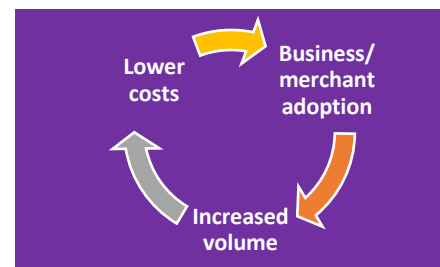 Lower
costs
Business/
merchant
adoption
Increased
volume